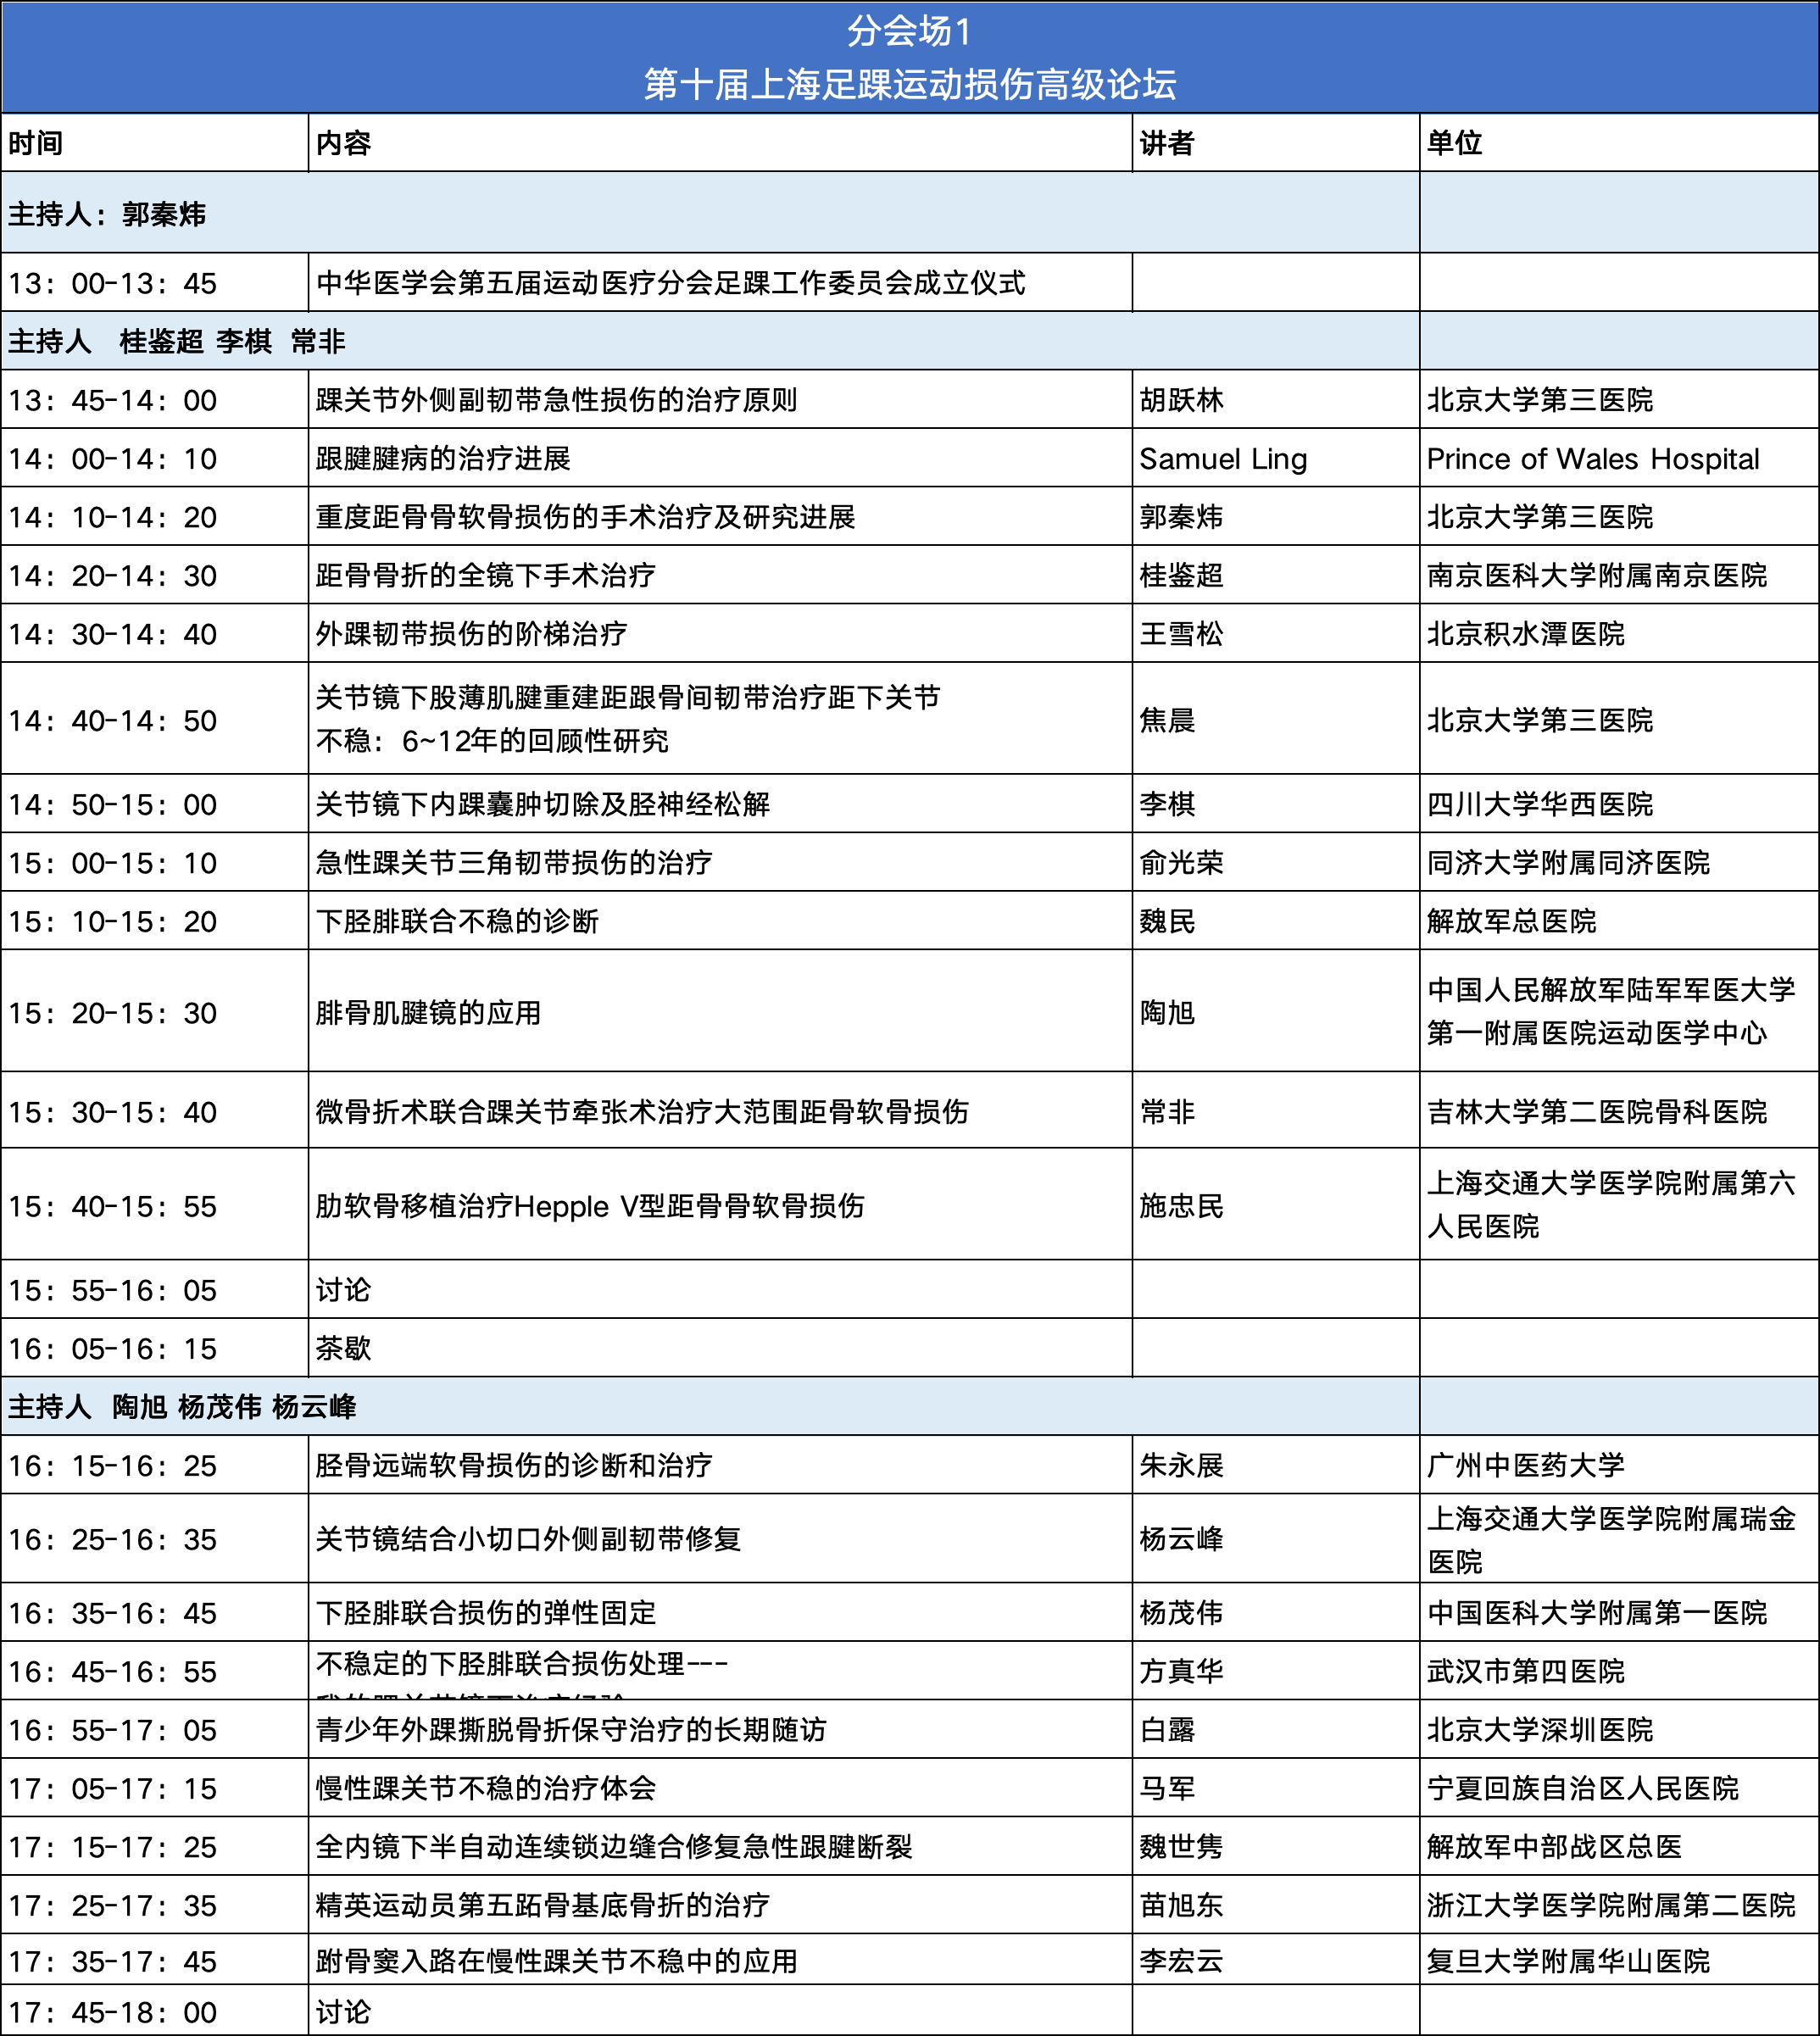 分会场1
第十届上海足踝运动损伤高级论坛
时间 内容 讲者 单位
主持人：郭秦炜
13：00-13：45 中华医学会第五届运动医疗分会足踝工作委员会成立仪式
主持人 桂鉴超 李棋 常非
13：45-14：00 踝关节外侧副韧带急性损伤的治疗原则 胡跃林 北京大学第三医院
14：00-14：10 跟腱腱病的治疗进展 Samuel Ling Prince of Wales Hospital
14：10-14：20 重度距骨骨软骨损伤的手术治疗及研究进展 郭秦炜 北京大学第三医院
14：20-14：30 距骨骨折的全镜下手术治疗 桂鉴超 南京医科大学附属南京医院
14：30-14：40 外踝韧带损伤的阶梯治疗 王雪松 北京积水潭医院
14：40-14：50 关节镜下股薄肌腱重建距跟骨间韧带治疗距下关节
不稳：6~12年的回顾性研究 焦晨 北京大学第三医院
14：50-15：00 关节镜下内踝囊肿切除及胫神经松解 李棋 四川大学华西医院
15：00-15：10 急性踝关节三角韧带损伤的治疗 俞光荣 同济大学附属同济医院
15：10-15：20 下胫腓联合不稳的诊断 魏民 解放军总医院
15：20-15：30 腓骨肌腱镜的应用 陶旭 中国人民解放军陆军军医大学
第一附属医院运动医学中心
15：30-15：40 微骨折术联合踝关节牵张术治疗大范围距骨软骨损伤 常非 吉林大学第二医院骨科医院
15：40-15：55 肋软骨移植治疗Hepple V型距骨骨软骨损伤 施忠民 上海交通大学医学院附属第六
人民医院
15：55-16：05 讨论
16：05-16：15 茶歇
主持人 陶旭 杨茂伟 杨云峰
16：15-16：25 胫骨远端软骨损伤的诊断和治疗 朱永展 广州中医药大学
16：25-16：35 关节镜结合小切口外侧副韧带修复 杨云峰 上海交通大学医学院附属瑞金
医院
16：35-16：45 下胫腓联合损伤的弹性固定 杨茂伟 中国医科大学附属第一医院
16：45-16：55 不稳定的下胫腓联合损伤处理--- 方真华 武汉市第四医院
16：55-17：05 青少年外踝撕脱骨折保守治疗的长期随访 白露 北京大学深圳医院
17：05-17：15 慢性踝关节不稳的治疗体会 马军 宁夏回族自治区人民医院
17：15-17：25 全内镜下半自动连续锁边缝合修复急性跟腱断裂 魏世隽 解放军中部战区总医
17：25-17：35 精英运动员第五跖骨基底骨折的治疗 苗旭东 浙江大学医学院附属第二医院
17：35-17：45 跗骨窦入路在慢性踝关节不稳中的应用 李宏云 复旦大学附属华山医院
17：45-18：00 讨论